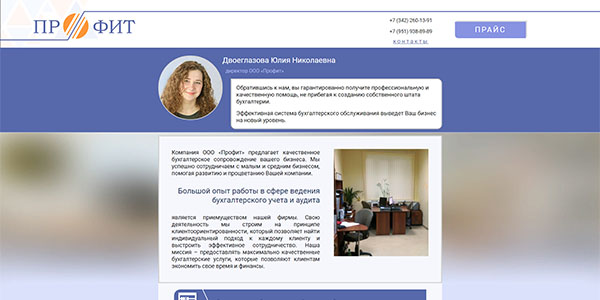 ПРОФИТ
+7 (342) 260-13-91
+7 (951) 938-89-89
контакты
ПРАЙС
Двоеглазова Юлия Николаевна
директор ООО «Профит»
Обратившись к нам, вы гарантированно получите профессиональную и
качественную помощь, не прибегая к созданию собственного штата
бухгалтерии.
Эффективная система бухгалтерского обслуживания выведет Ваш бизнес
на новый уровень.
Компания ООО «Профит» предлагает качественное
бухгалтерское сопровождение вашего бизнеса. Мы
успешно сотрудничаем с малым и средним бизнесом,
помогая развитию и процветанию Вашей компании.
Большой опыт работы в сфере ведения
бухгалтерского учета и аудита
является преимуществом нашей фирмы. Свою
деятельность мы строим на принципе
клиентоориентированности, который позволяет найти
индивидуальный подход к каждому клиенту и
выстроить эффективное сотрудничество. Наша
миссия – предоставлять максимально качественные
бухгалтерские услуги, которые позволяют клиентам
экономить свое время и финансы.